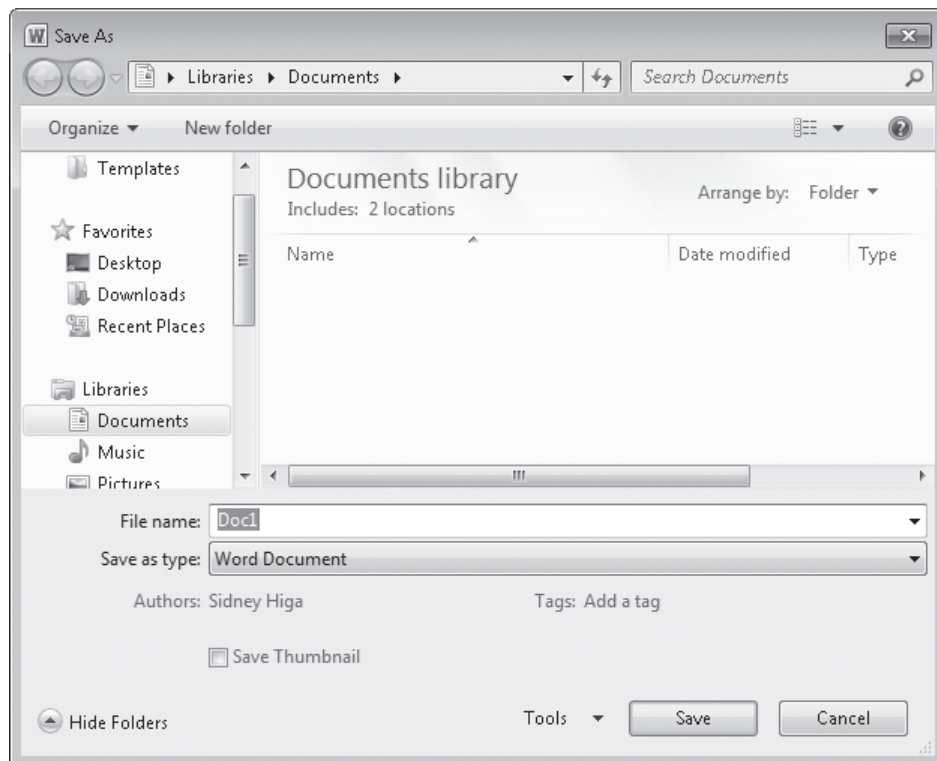 Save As
Libraries Documents
Search Documents
Organize
New folder
Templates
Favorites
Desktop
Downloads
Recent Places
Libraries
Documents
Music
Pictures
Documents library
Includes: 2 locations
Arrange by: Folder
Name
Date modified
Type
File name: Doc1
Save as type: Word Document
Authors: Sidney Higa
Tags: Add a tag
Save Thumbnail
Hide Folders
Tools
Save
Cancel